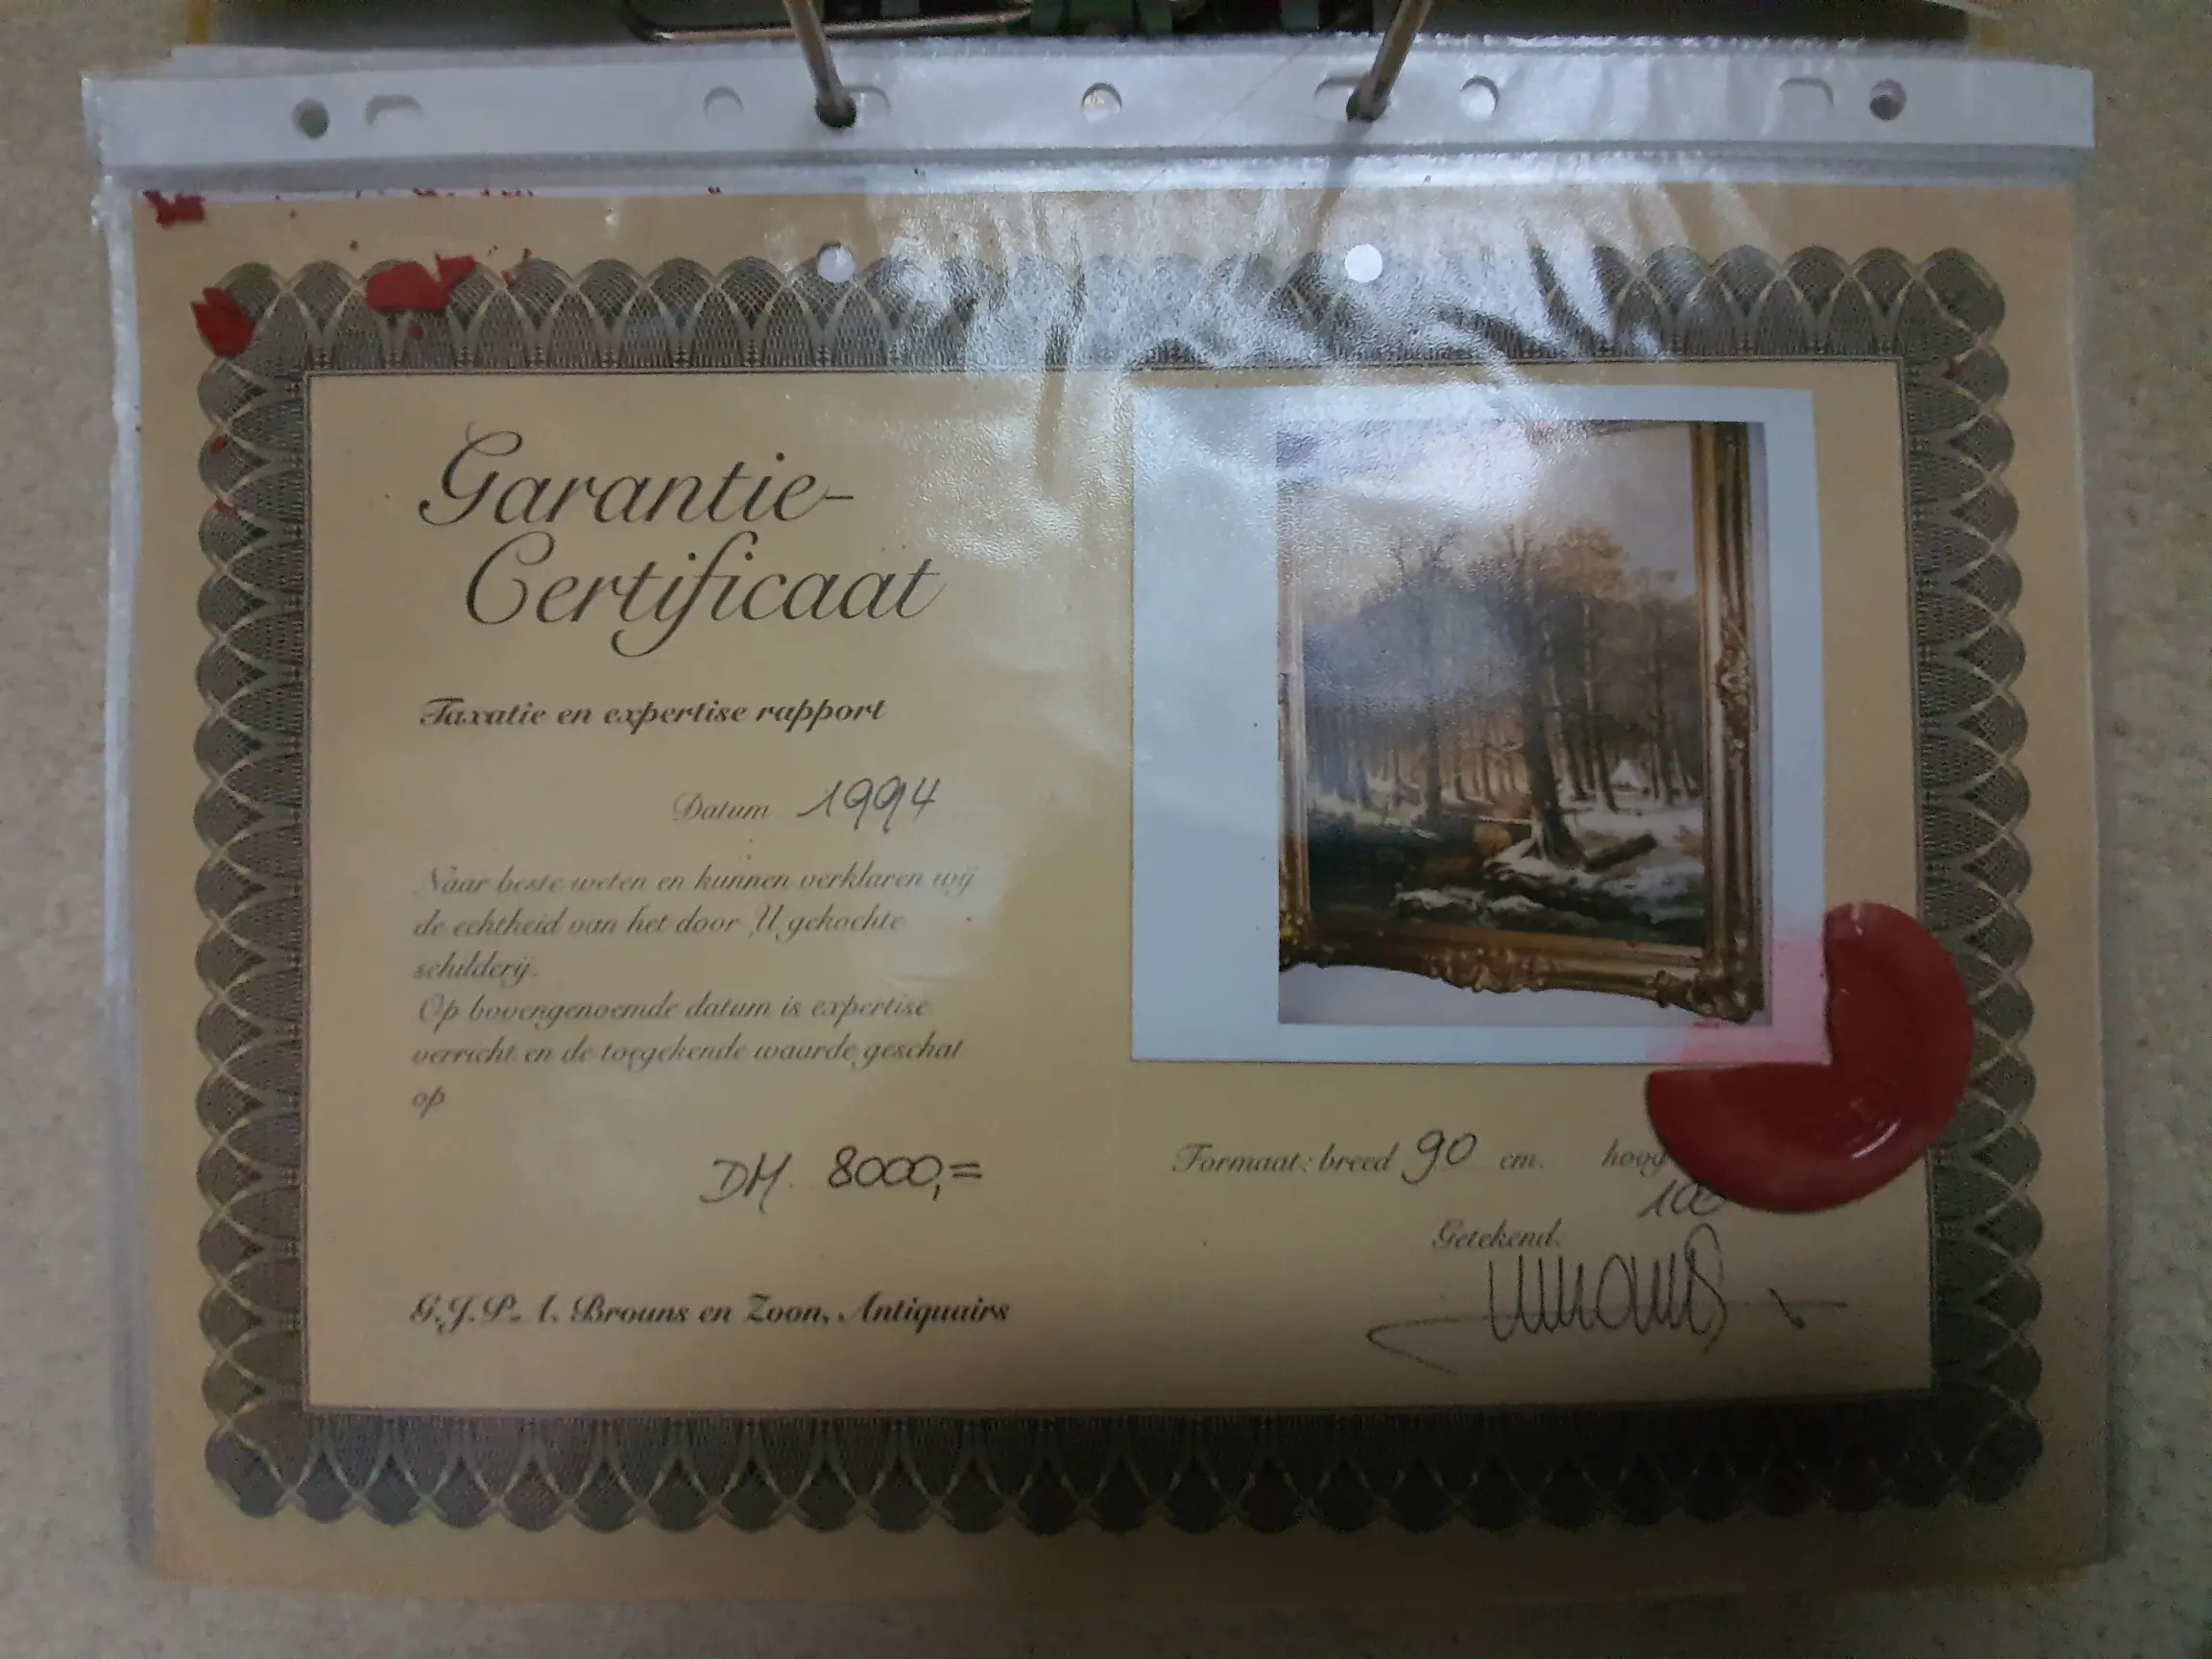 Garantie-
Certificaat
Taxatie en expertise rapport
Datum 1994
Naar beste weten en kunnen verklaren wij
de echtheid van het door U gekochte
schilderij.
Op bovengenoemde datum is expertise
verricht en de toegekende waarde geschat
op
DM. 8000,=
G.J.P.A. Brouns en Zoon, Antiquairs
Formaat: breed 90 cm. hoog
100
Getekend.